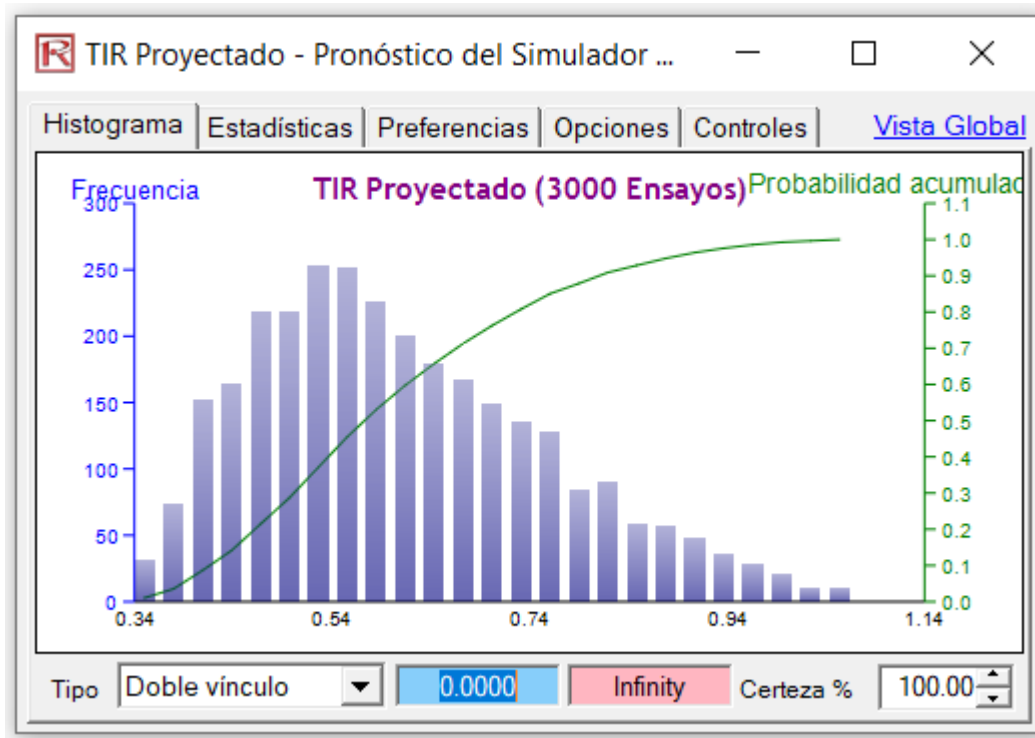 TIR Proyectado - Pronóstico del Simulador ...
Histograma Estadísticas Preferencias Opciones Controles Vista Global
Frecuencia TIR Proyectado (3000 Ensayos) Probabilidad acumulad
300 1.1
1.0
250 0.9
0.8
200 0.7
0.6
150 0.5
0.4
100 0.3
50 0.2
0.1
0 0.0
0.34 0.54 0.74 0.94 1.14
Tipo Doble vínculo 0.0000 Infinity Certeza % 100.00